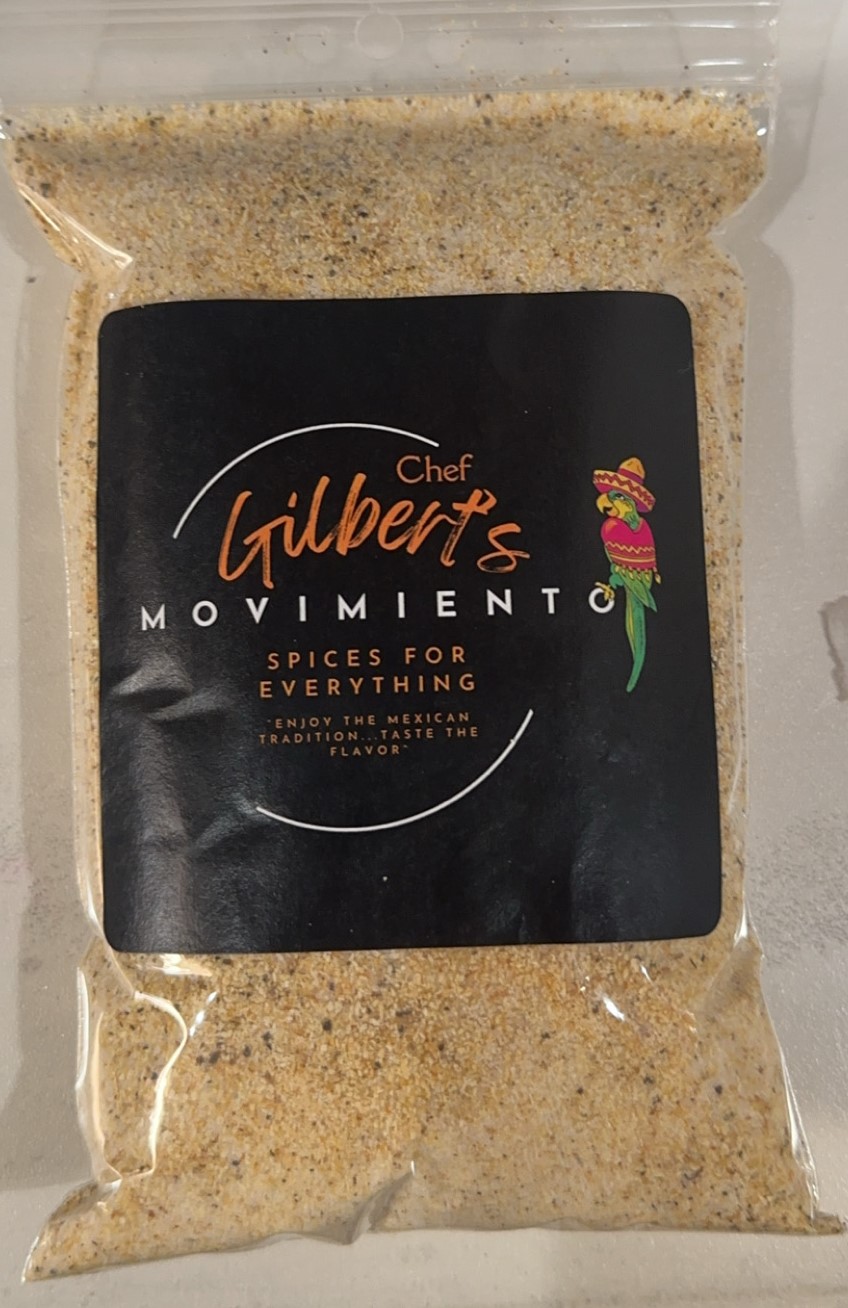 Chef
Gilbert's
MOVIMIENTO
SPICES FOR
EVERYTHING
"ENJOY THE MEXICAN
TRADITION...TASTE THE
FLAVOR"